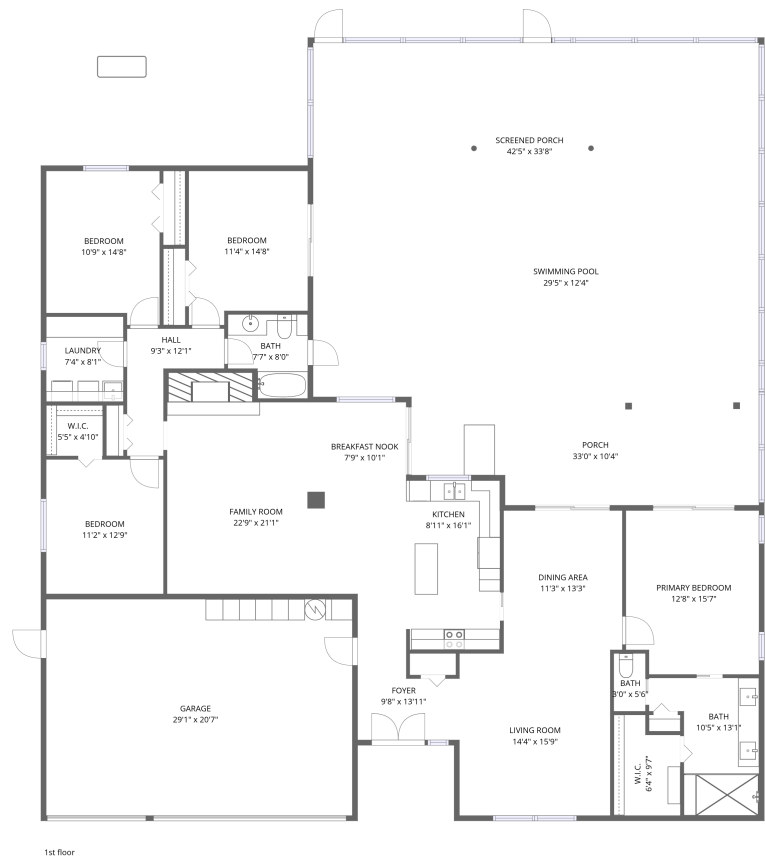 SCREENED PORCH
42'5" x 33'8"
BEDROOM
10'9" x 14'8"
BEDROOM
11'4" x 14'8"
SWIMMING POOL
29'5" x 12'4"
HALL
9'3" x 12'1"
LAUNDRY
7'4" x 8'1"
BATH
7'7" x 8'0"
W.I.C.
5'5" x 4'10"
BREAKFAST NOOK
7'9" x 10'1"
PORCH
33'0" x 10'4"
BEDROOM
11'2" x 12'9"
FAMILY ROOM
22'9" x 21'1"
KITCHEN
8'11" x 16'1"
DINING AREA
11'3" x 13'3"
PRIMARY BEDROOM
12'8" x 15'7"
GARAGE
29'1" x 20'7"
FOYER
9'8" x 13'11"
BATH
3'0" x 5'6"
BATH
10'5" x 13'1"
LIVING ROOM
14'4" x 15'9"
W.I.C.
6'4" x 9'7"
1st floor